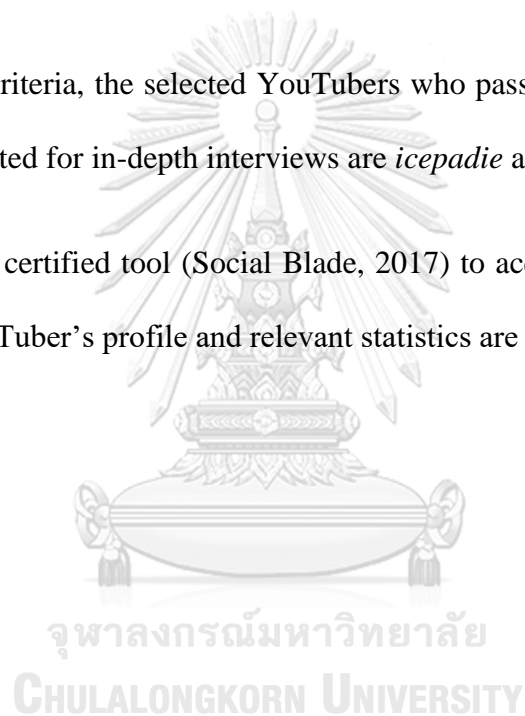 riteria, the selected YouTubers who pass
ted for in-depth interviews are icepadie a
certified tool (Social Blade, 2017) to ac
Tuber's profile and relevant statistics are
จุฬาลงกรณ์มหาวิทยาลัย
CHULALONGKORN UNIVERSITY